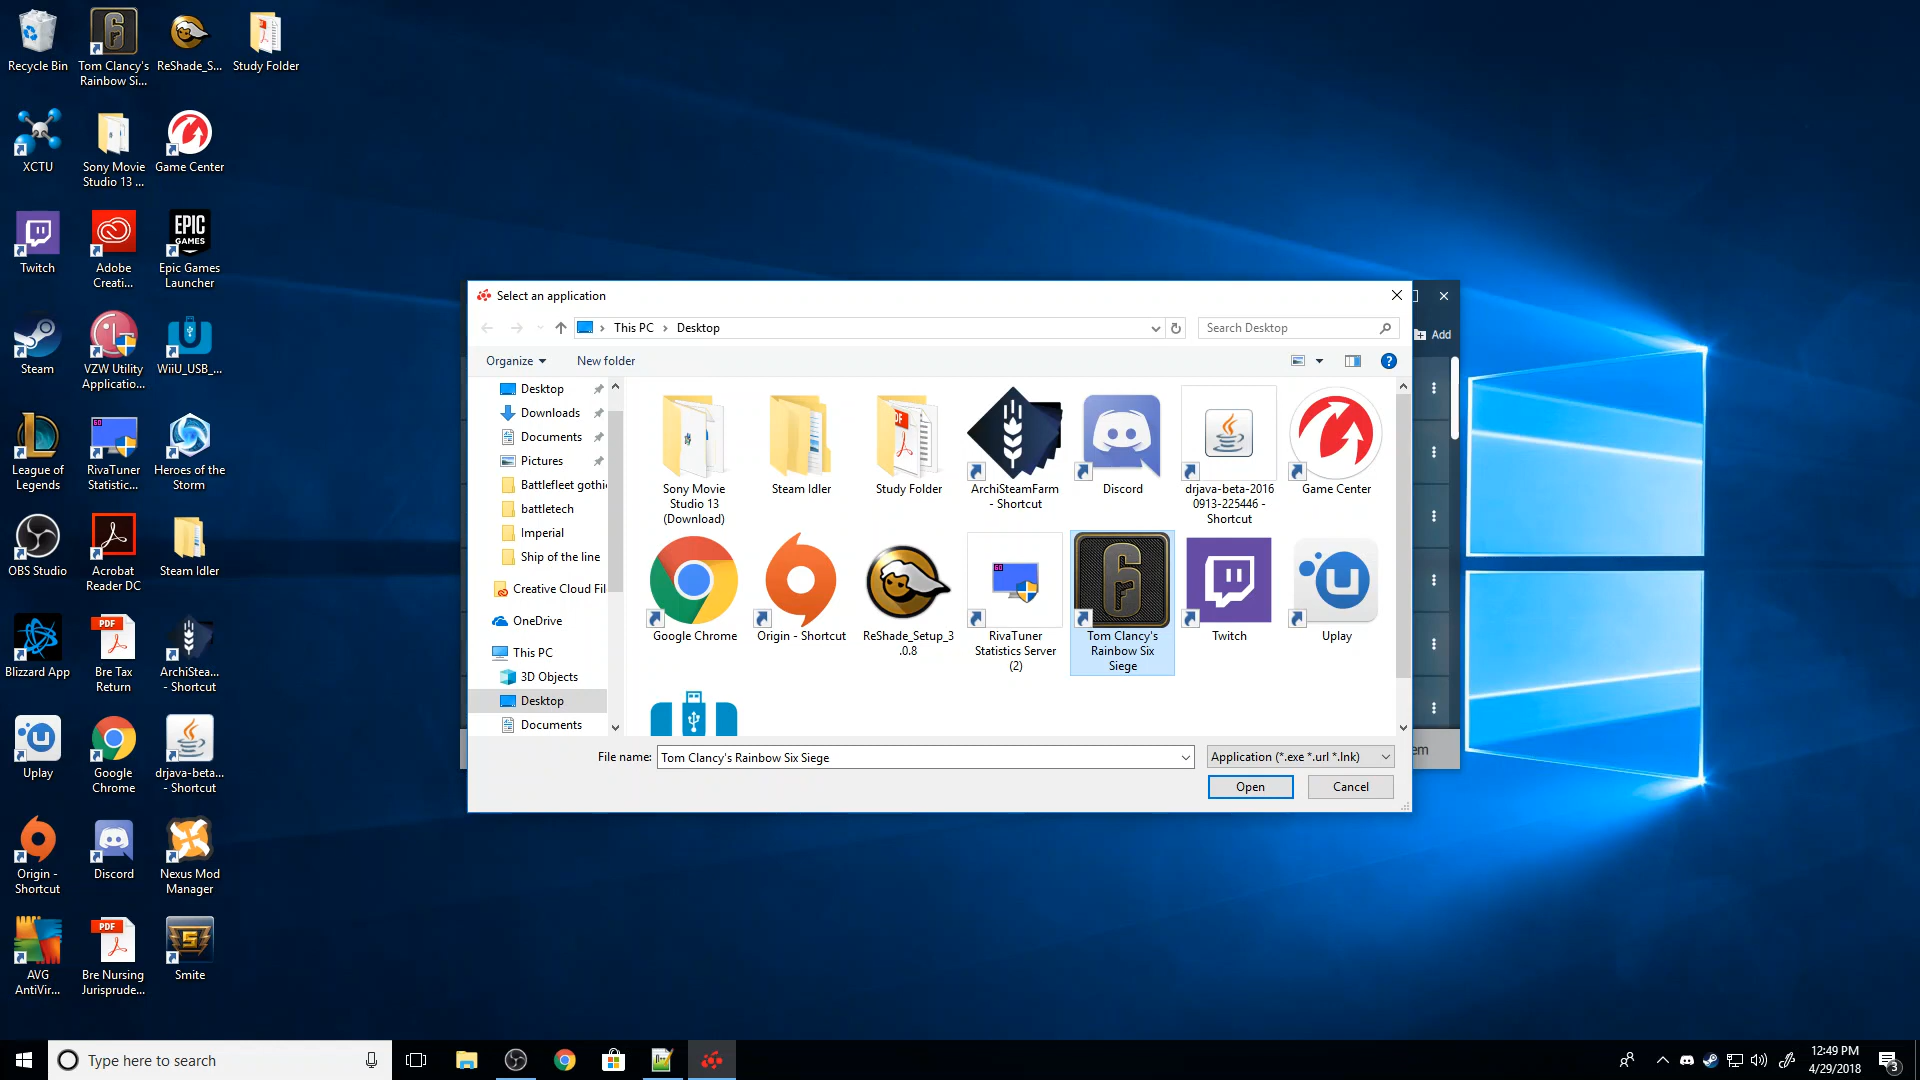 Recycle Bin
Tom Clancy's
Rainbow Si...
ReShade_S...
Study Folder
XCTU
Sony Movie
Studio 13 ...
Game Center
Twitch
Adobe
Creati...
EPIC
GAMES
Epic Games
Launcher
Steam
VZW Utility
Applicatio...
WiiU_USB_...
League of
Legends
60
RivaTuner
Statistic...
Heroes of the
Storm
OBS Studio
Acrobat
Reader DC
Steam Idler
Blizzard App
PDF
Bre Tax
Return
ArchiStea...
- Shortcut
Uplay
Google
Chrome
drjava-beta...
- Shortcut
Origin -
Shortcut
Discord
Nexus Mod
Manager
AVG
AntiVir...
PDF
Bre Nursing
Jurisprude...
Smite
Select an application
This PC
Desktop
Search Desktop
Add
Organize
New folder
Desktop
Downloads
Documents
Pictures
Battlefleet gothi
battletech
Imperial
Ship of the line
Creative Cloud Fil
OneDrive
This PC
3D Objects
Desktop
Documents
Sony Movie
Studio 13
(Download)
Steam Idler
PDF
Study Folder
ArchiSteamFarm
- Shortcut
Discord
drjava-beta-2016
0913-225446 -
Shortcut
Game Center
Google Chrome
Origin - Shortcut
ReShade_Setup_3
.0.8
60
RivaTuner
Statistics Server
(2)
6
Tom Clancy's
Rainbow Six
Siege
Twitch
Uplay
File name:
Tom Clancy's Rainbow Six Siege
Application (*.exe *.url *.lnk)
em
Open
Cancel
Type here to search
12:49 PM
4/29/2018
3